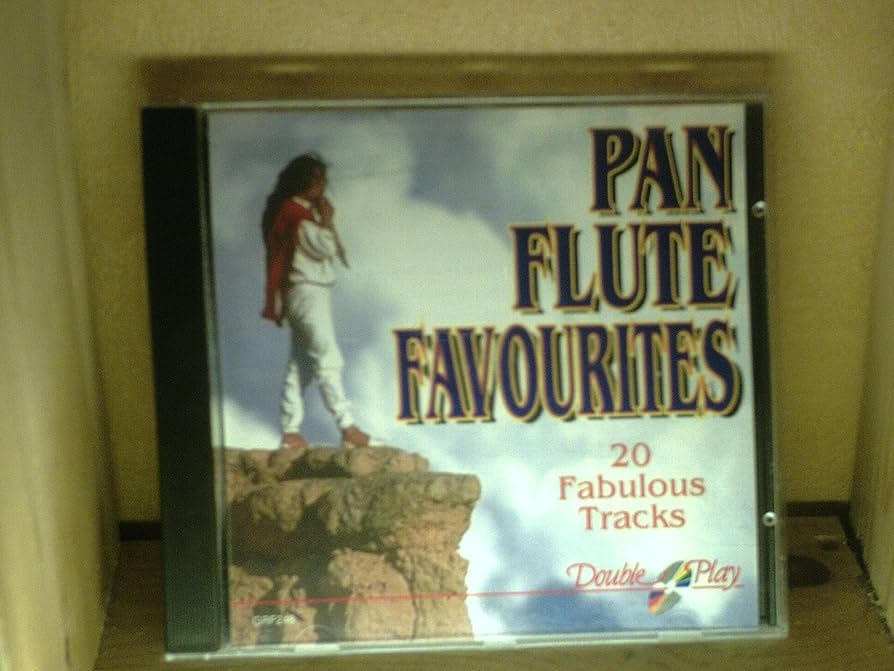 PAN
FLUTE
FAVOURITES
20
Fabulous
Tracks
Double Play